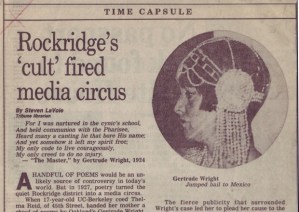 TIME CAPSULE
Rockridge's
'cult' fired
media circus
By Steven LaVoie
Tribune librarian
For I was nurtured in the cynic's school,
And held communion with the Pharisee,
Heard many a canting lie that bore His name;
And yet somehow it left my spirit free;
My only code to live courageously,
My only creed to do no injury.
— "The Master," by Gertrude Wright, 1924
A HANDFUL OF POEMS would be an un-
likely source of controversy in today's
world. But in 1927, poetry turned the
quiet Rockridge district into a media circus.
When 17-year-old UC-Berkeley coed Thel-
ma Reid, of 45th Street, handed her mother a
Gertrude Wright
Jumped bail to Mexico
The fierce publicity that surrounded
Wright's case led her to plead her cause to the